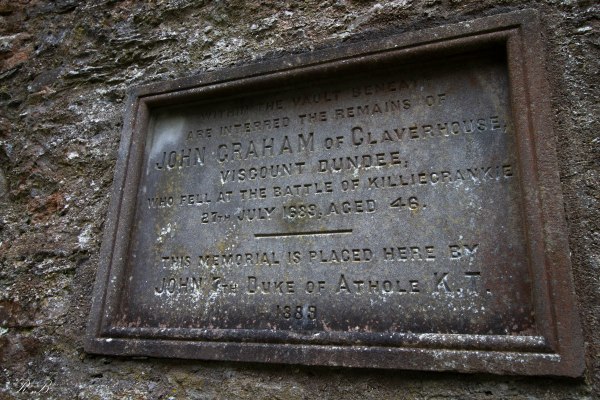 WITHIN THE VAULT BENEATH
ARE INTERRED THE REMAINS OF
JOHN GRAHAM OF CLAVERHOUSE,
VISCOUNT DUNDEE,
WHO FELL AT THE BATTLE OF KILLIECRANKIE
27TH JULY 1689, AGED 46.
THIS MEMORIAL IS PLACED HERE BY
JOHN 7TH DUKE OF ATHOLE K.T.
1889